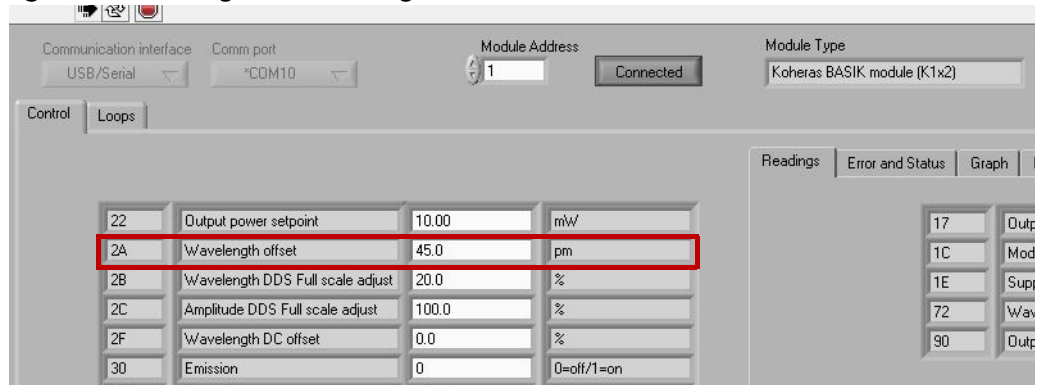 Communication interface Comm port Module Address Module Type
USB/Serial *COM10 1 Connected Koheras BASIK module (K1x2)
Control Loops
Readings Error and Status Graph
22 Output power setpoint 10.00 mW 17
2A Wavelength offset 45.0 pm 1C
2B Wavelength DDS Full scale adjust 20.0 % 1E
2C Amplitude DDS Full scale adjust 100.0 % 72
2F Wavelength DC offset 0.0 % 90
30 Emission 0 0=off/1=on